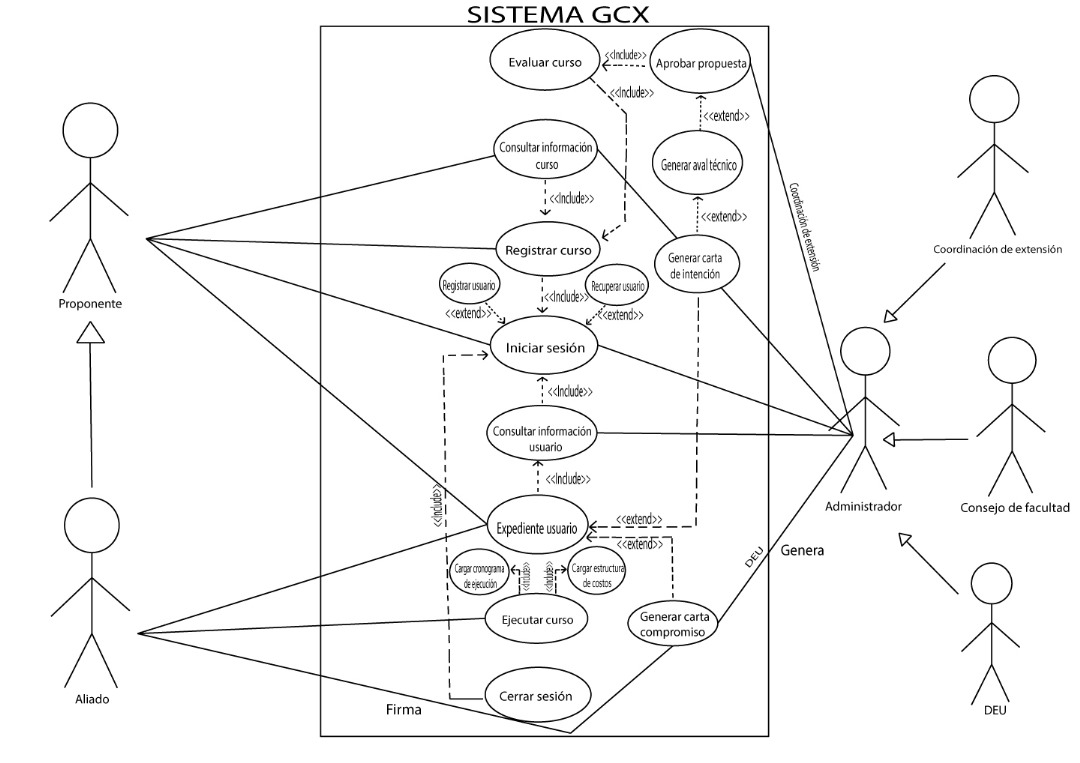 SISTEMA GCX
Evaluar curso
<<Include>>
Aprobar propuesta
<<Include>>
<<extend>>
Consultar información
curso
Generar aval técnico
<<Include>>
<<extend>>
Coordinación de extensión
Registrar curso
Generar carta
de intención
Coordinación de extensión
Proponente
Registrar usuario
<<Include>>
Recuperar usuario
<<extend>>
<<extend>>
Iniciar sesión
<<Include>>
Consultar información
usuario
<<Include>>
<<Include>>
Expediente usuario
<<extend>>
<<extend>>
Administrador
Consejo de facultad
DEU
Genera
Cargar cronograma
de ejecución
<<Include>>
<<Include>>
Cargar estructura
de costos
Ejecutar curso
Generar carta
compromiso
Cerrar sesión
Firma
Aliado
DEU